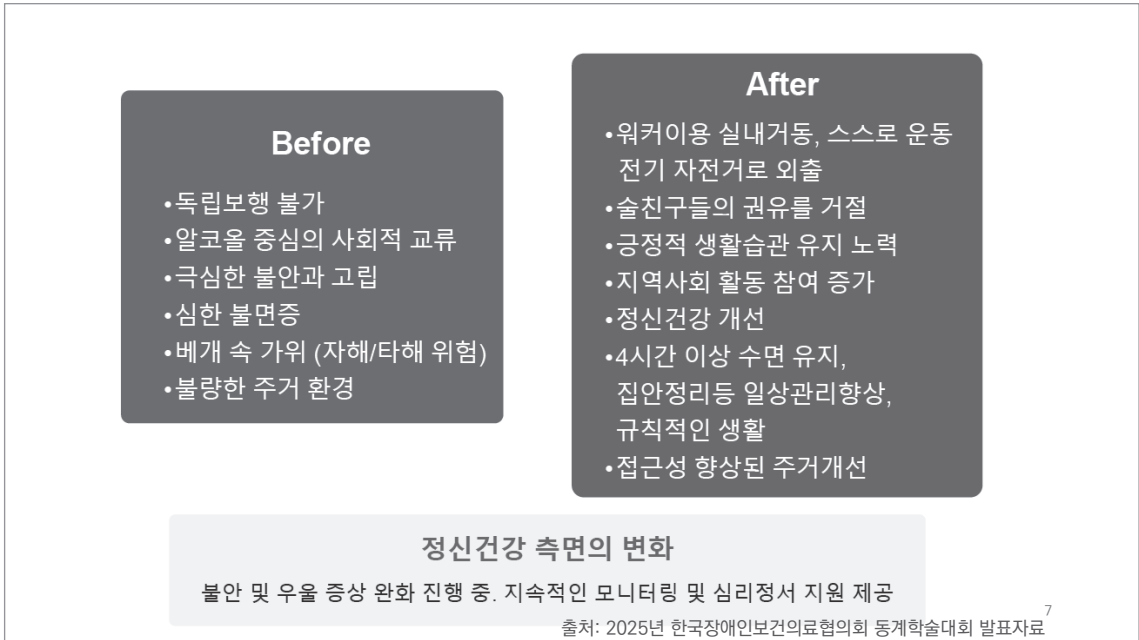 Before
•독립보행 불가
•알코올 중심의 사회적 교류
•극심한 불안과 고립
•심한 불면증
•베개 속 가위 (자해/타해 위험)
•불량한 주거 환경
After
•워커이용 실내거동, 스스로 운동
전기 자전거로 외출
•술친구들의 권유를 거절
•긍정적 생활습관 유지 노력
•지역사회 활동 참여 증가
•정신건강 개선
•4시간 이상 수면 유지,
집안정리등 일상관리향상,
규칙적인 생활
•접근성 향상된 주거개선
정신건강 측면의 변화
불안 및 우울 증상 완화 진행 중. 지속적인 모니터링 및 심리정서 지원 제공
7
출처: 2025년 한국장애인보건의료협의회 동계학술대회 발표자료